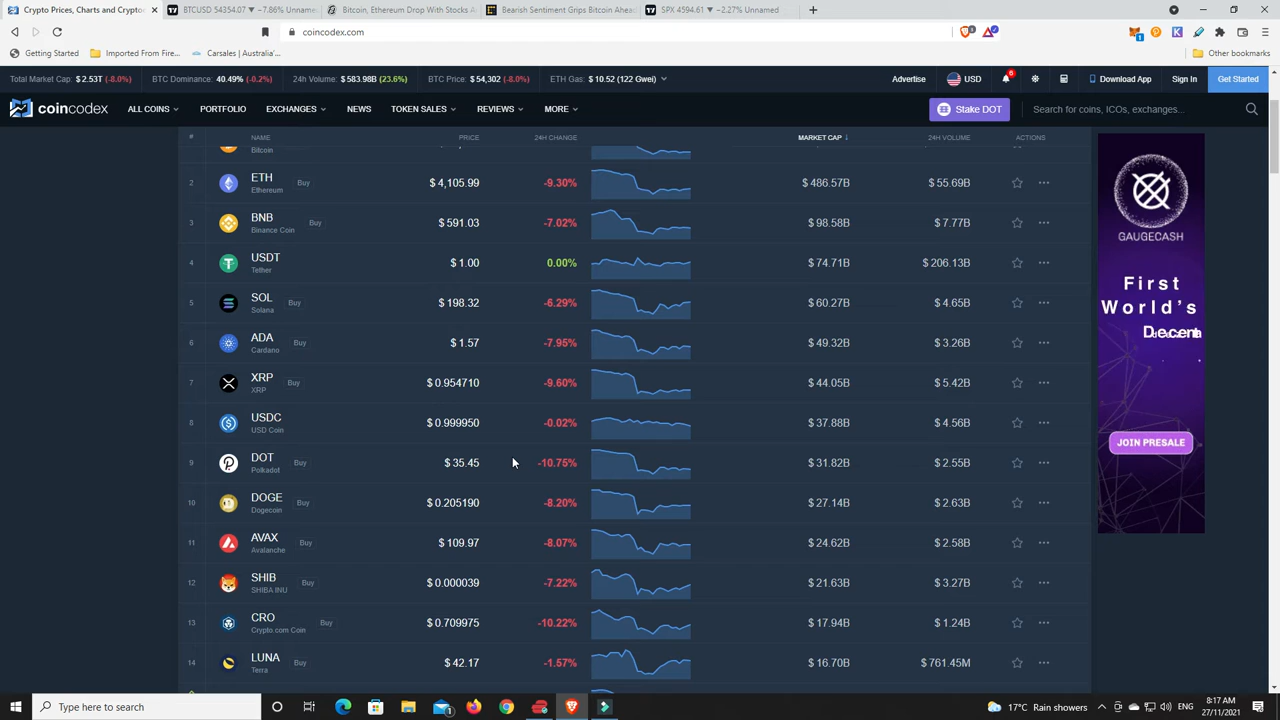 Crypto Prices, Charts and Cryptoc
BTCUSD 54354.07 ▼ −7.86% Unname
Bitcoin, Ethereum Drop With Stocks A
Bearish Sentiment Grips Bitcoin Ahea
SPX 4594.61 ▼ −2.27% Unnamed
coincodex.com
Getting Started
Imported From Fire...
Carsales | Australia'...
Other bookmarks
Total Market Cap: $ 2.53T (-8.0%)
BTC Dominance: 40.49% (-0.2%)
24h Volume: $ 583.98B (23.6%)
BTC Price: $ 54,302 (-8.0%)
ETH Gas: $ 10.52 (122 Gwei)
Advertise
USD
6
Download App
Sign In
Get Started
coincodex
ALL COINS
PORTFOLIO
EXCHANGES
NEWS
TOKEN SALES
REVIEWS
MORE
Stake DOT
Search for coins, ICOs, exchanges...
# NAME PRICE 24H CHANGE MARKET CAP ↓ 24H VOLUME ACTIONS
Bitcoin
2 ETH Buy $ 4,105.99 -9.30% $ 486.57B $ 55.69B
Ethereum
3 BNB Buy $ 591.03 -7.02% $ 98.58B $ 7.77B
Binance Coin
4 USDT $ 1.00 0.00% $ 74.71B $ 206.13B
Tether
5 SOL Buy $ 198.32 -6.29% $ 60.27B $ 4.65B
Solana
6 ADA Buy $ 1.57 -7.95% $ 49.32B $ 3.26B
Cardano
7 XRP Buy $ 0.954710 -9.60% $ 44.05B $ 5.42B
XRP
8 USDC $ 0.999950 -0.02% $ 37.88B $ 4.56B
USD Coin
9 DOT Buy $ 35.45 -10.75% $ 31.82B $ 2.55B
Polkadot
10 DOGE Buy $ 0.205190 -8.20% $ 27.14B $ 2.63B
Dogecoin
11 AVAX Buy $ 109.97 -8.07% $ 24.62B $ 2.58B
Avalanche
12 SHIB Buy $ 0.000039 -7.22% $ 21.63B $ 3.27B
SHIBA INU
13 CRO Buy $ 0.709975 -10.22% $ 17.94B $ 1.24B
Crypto.com Coin
14 LUNA Buy $ 42.17 -1.57% $ 16.70B $ 761.45M
Terra
GAUGECASH
First
World's
Decent
JOIN PRESALE
Type here to search
17°C Rain showers
ENG
8:17 AM
27/11/2021